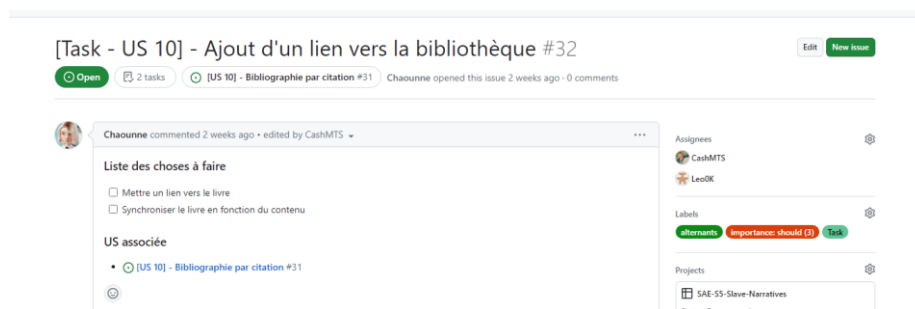 [Task - US 10] - Ajout d'un lien vers la bibliothèque #32
Edit
New issue
Open
2 tasks
[US 10] - Bibliographie par citation #31
Chaounne opened this issue 2 weeks ago · 0 comments
Chaounne commented 2 weeks ago • edited by CashMTS
Liste des choses à faire
Mettre un lien vers le livre
Synchroniser le livre en fonction du contenu
US associée
[US 10] - Bibliographie par citation #31
Assignees
CashMTS
Leo0K
Labels
alternants
importance: should (3)
Task
Projects
SAE-S5-Slave-Narratives